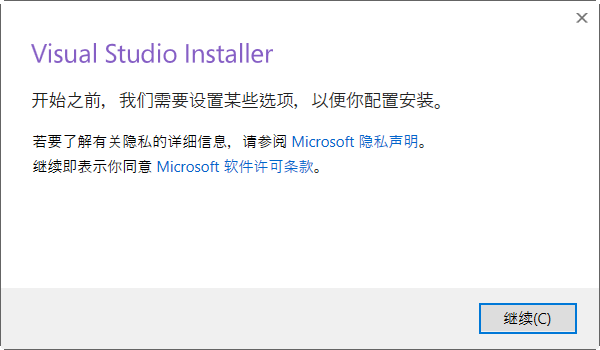 Visual Studio Installer
开始之前，我们需要设置某些选项，以便你配置安装。
若要了解有关隐私的详细信息，请参阅 Microsoft 隐私声明。
继续即表示你同意 Microsoft 软件许可条款。
继续(C)